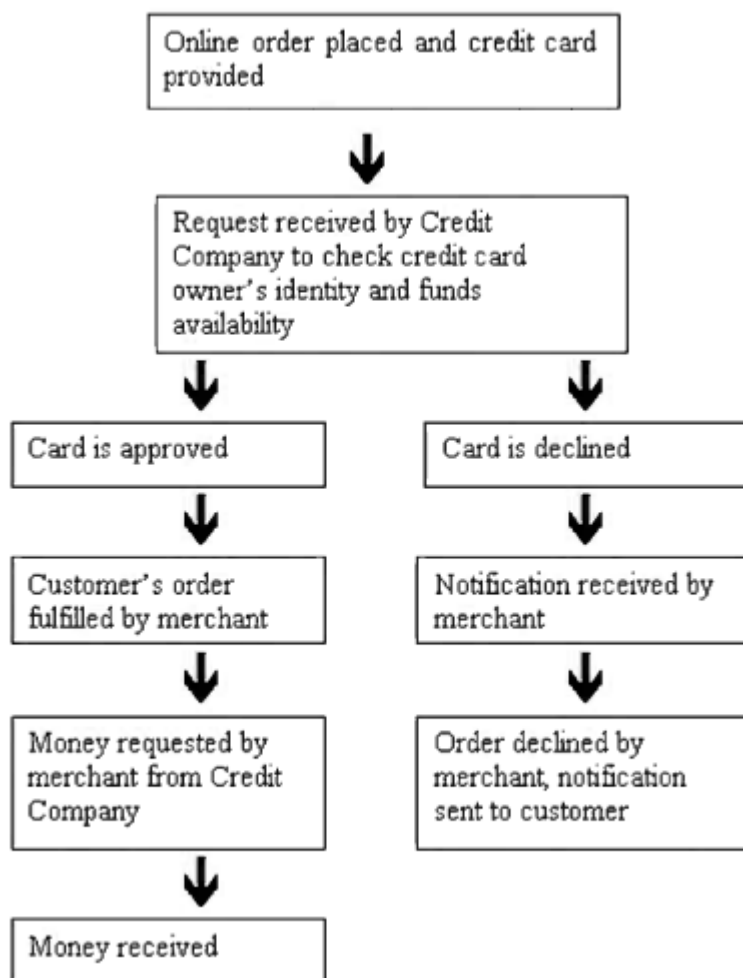 Online order placed and credit card
provided
Request received by Credit
Company to check credit card
owner's identity and funds
availability
Card is approved
Card is declined
Customer's order
fulfilled by merchant
Notification received by
merchant
Money requested by
merchant from Credit
Company
Order declined by
merchant, notification
sent to customer
Money received